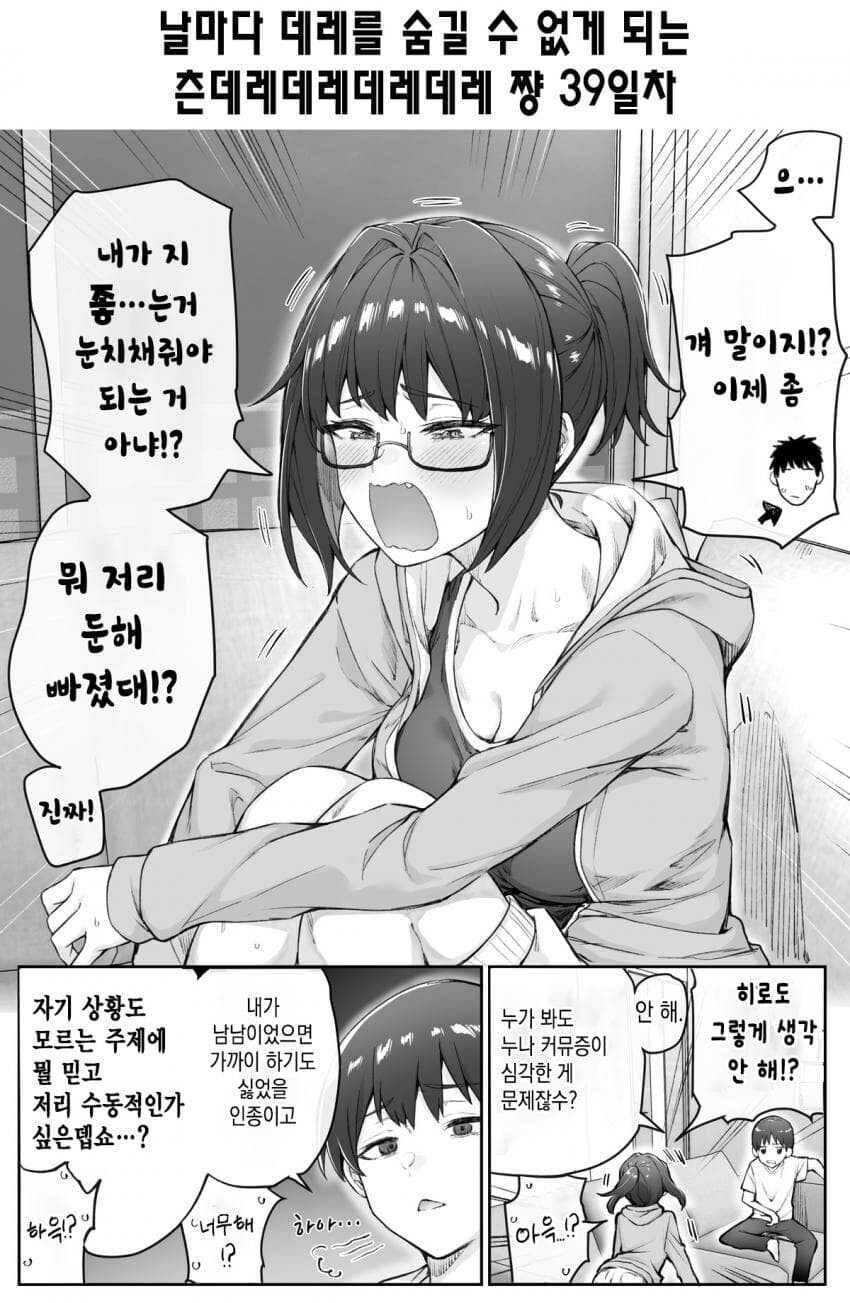 날마다 데레를 숨길 수 없게 되는
츤데레데레데레데레 쨩 39일차
으…
걔 말이지!?
이제 좀
내가 지
좋…는거
눈치채줘야
되는 거
아냐!?
뭐 저리
둔해
빠졌대!?
진짜!
히로도
그렇게 생각
안 해!?
안 해.
누가 봐도
누나 커뮤증이
심각한 게
문제잖수?
아윽…!?
내가
남남이었으면
가까이 하기도
싫었을
인종이고
자기 상황도
모르는 주제에
뭘 믿고
저리 수동적인가
싶은뎁쇼…?
하아…
너무해
!?
하윽!?